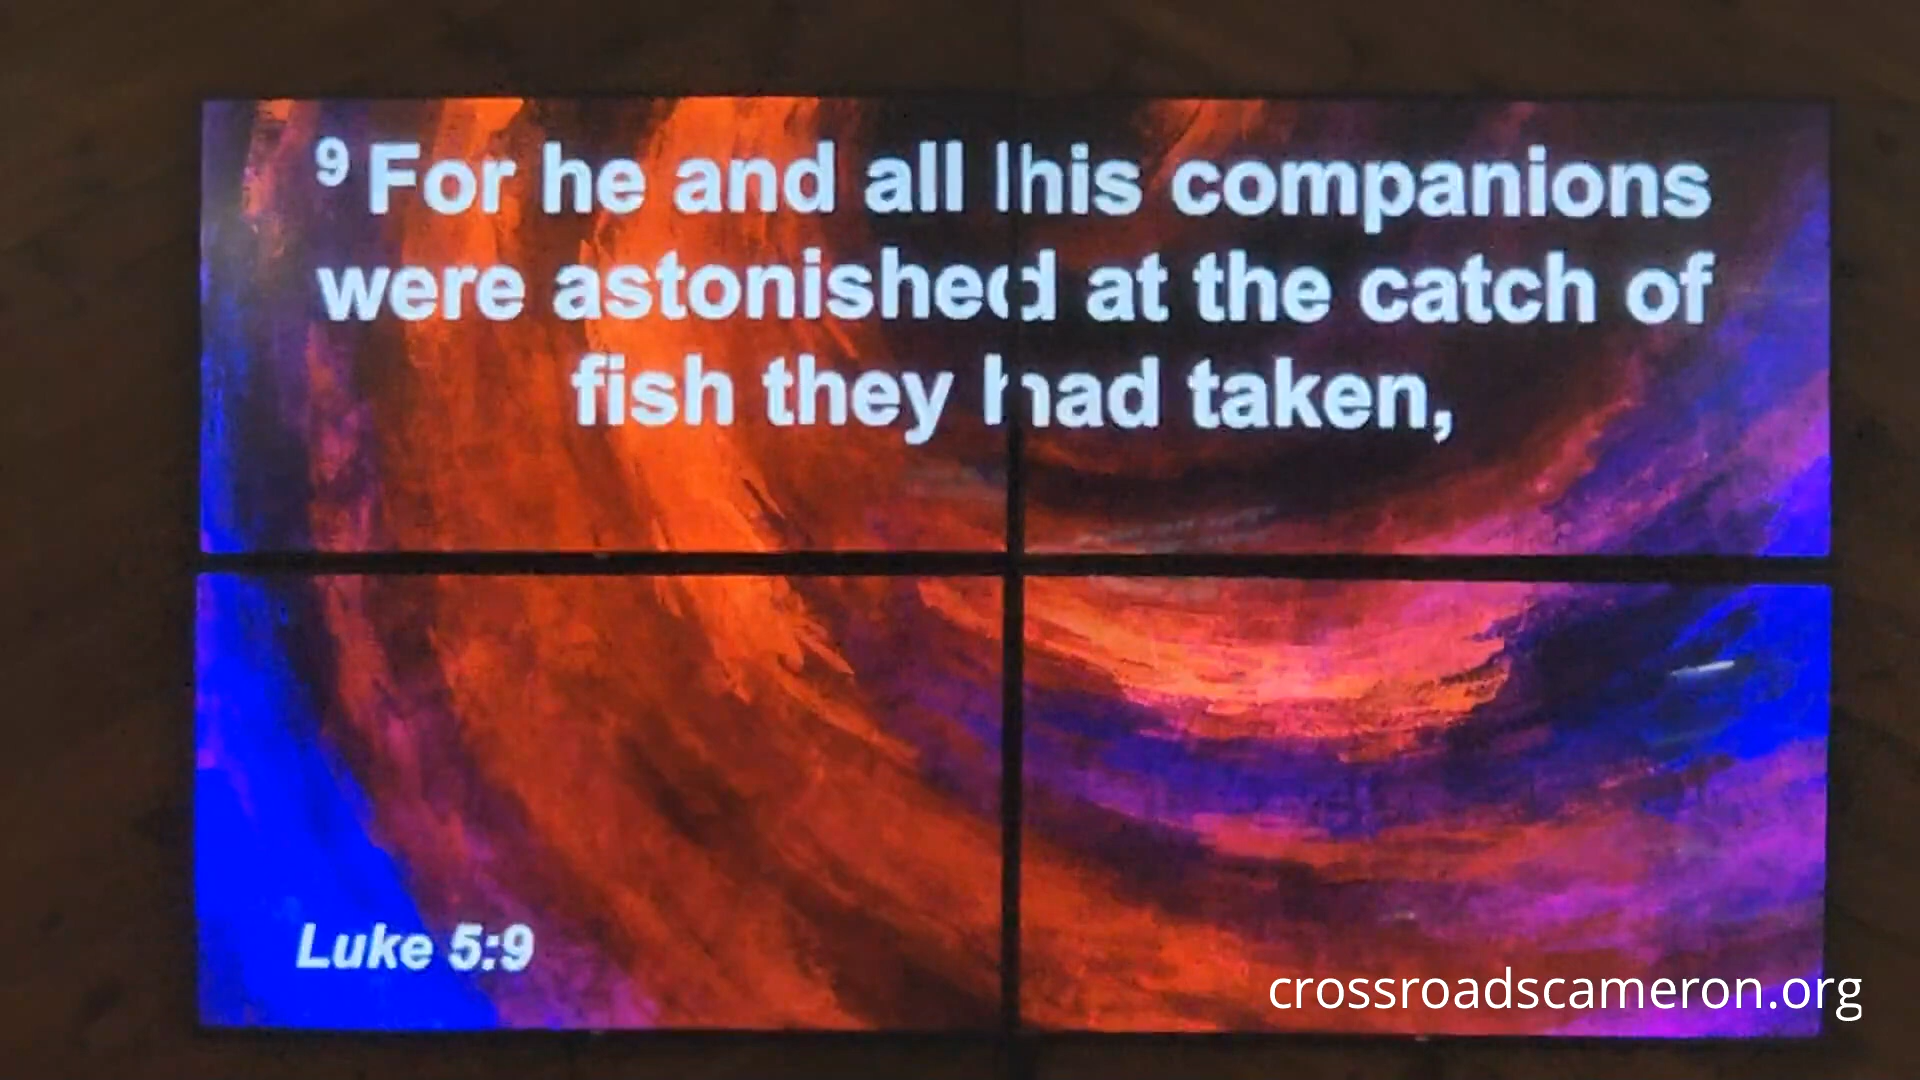 9 For he and all his companions
were astonished at the catch of
fish they had taken,
Luke 5:9
crossroadscameron.org